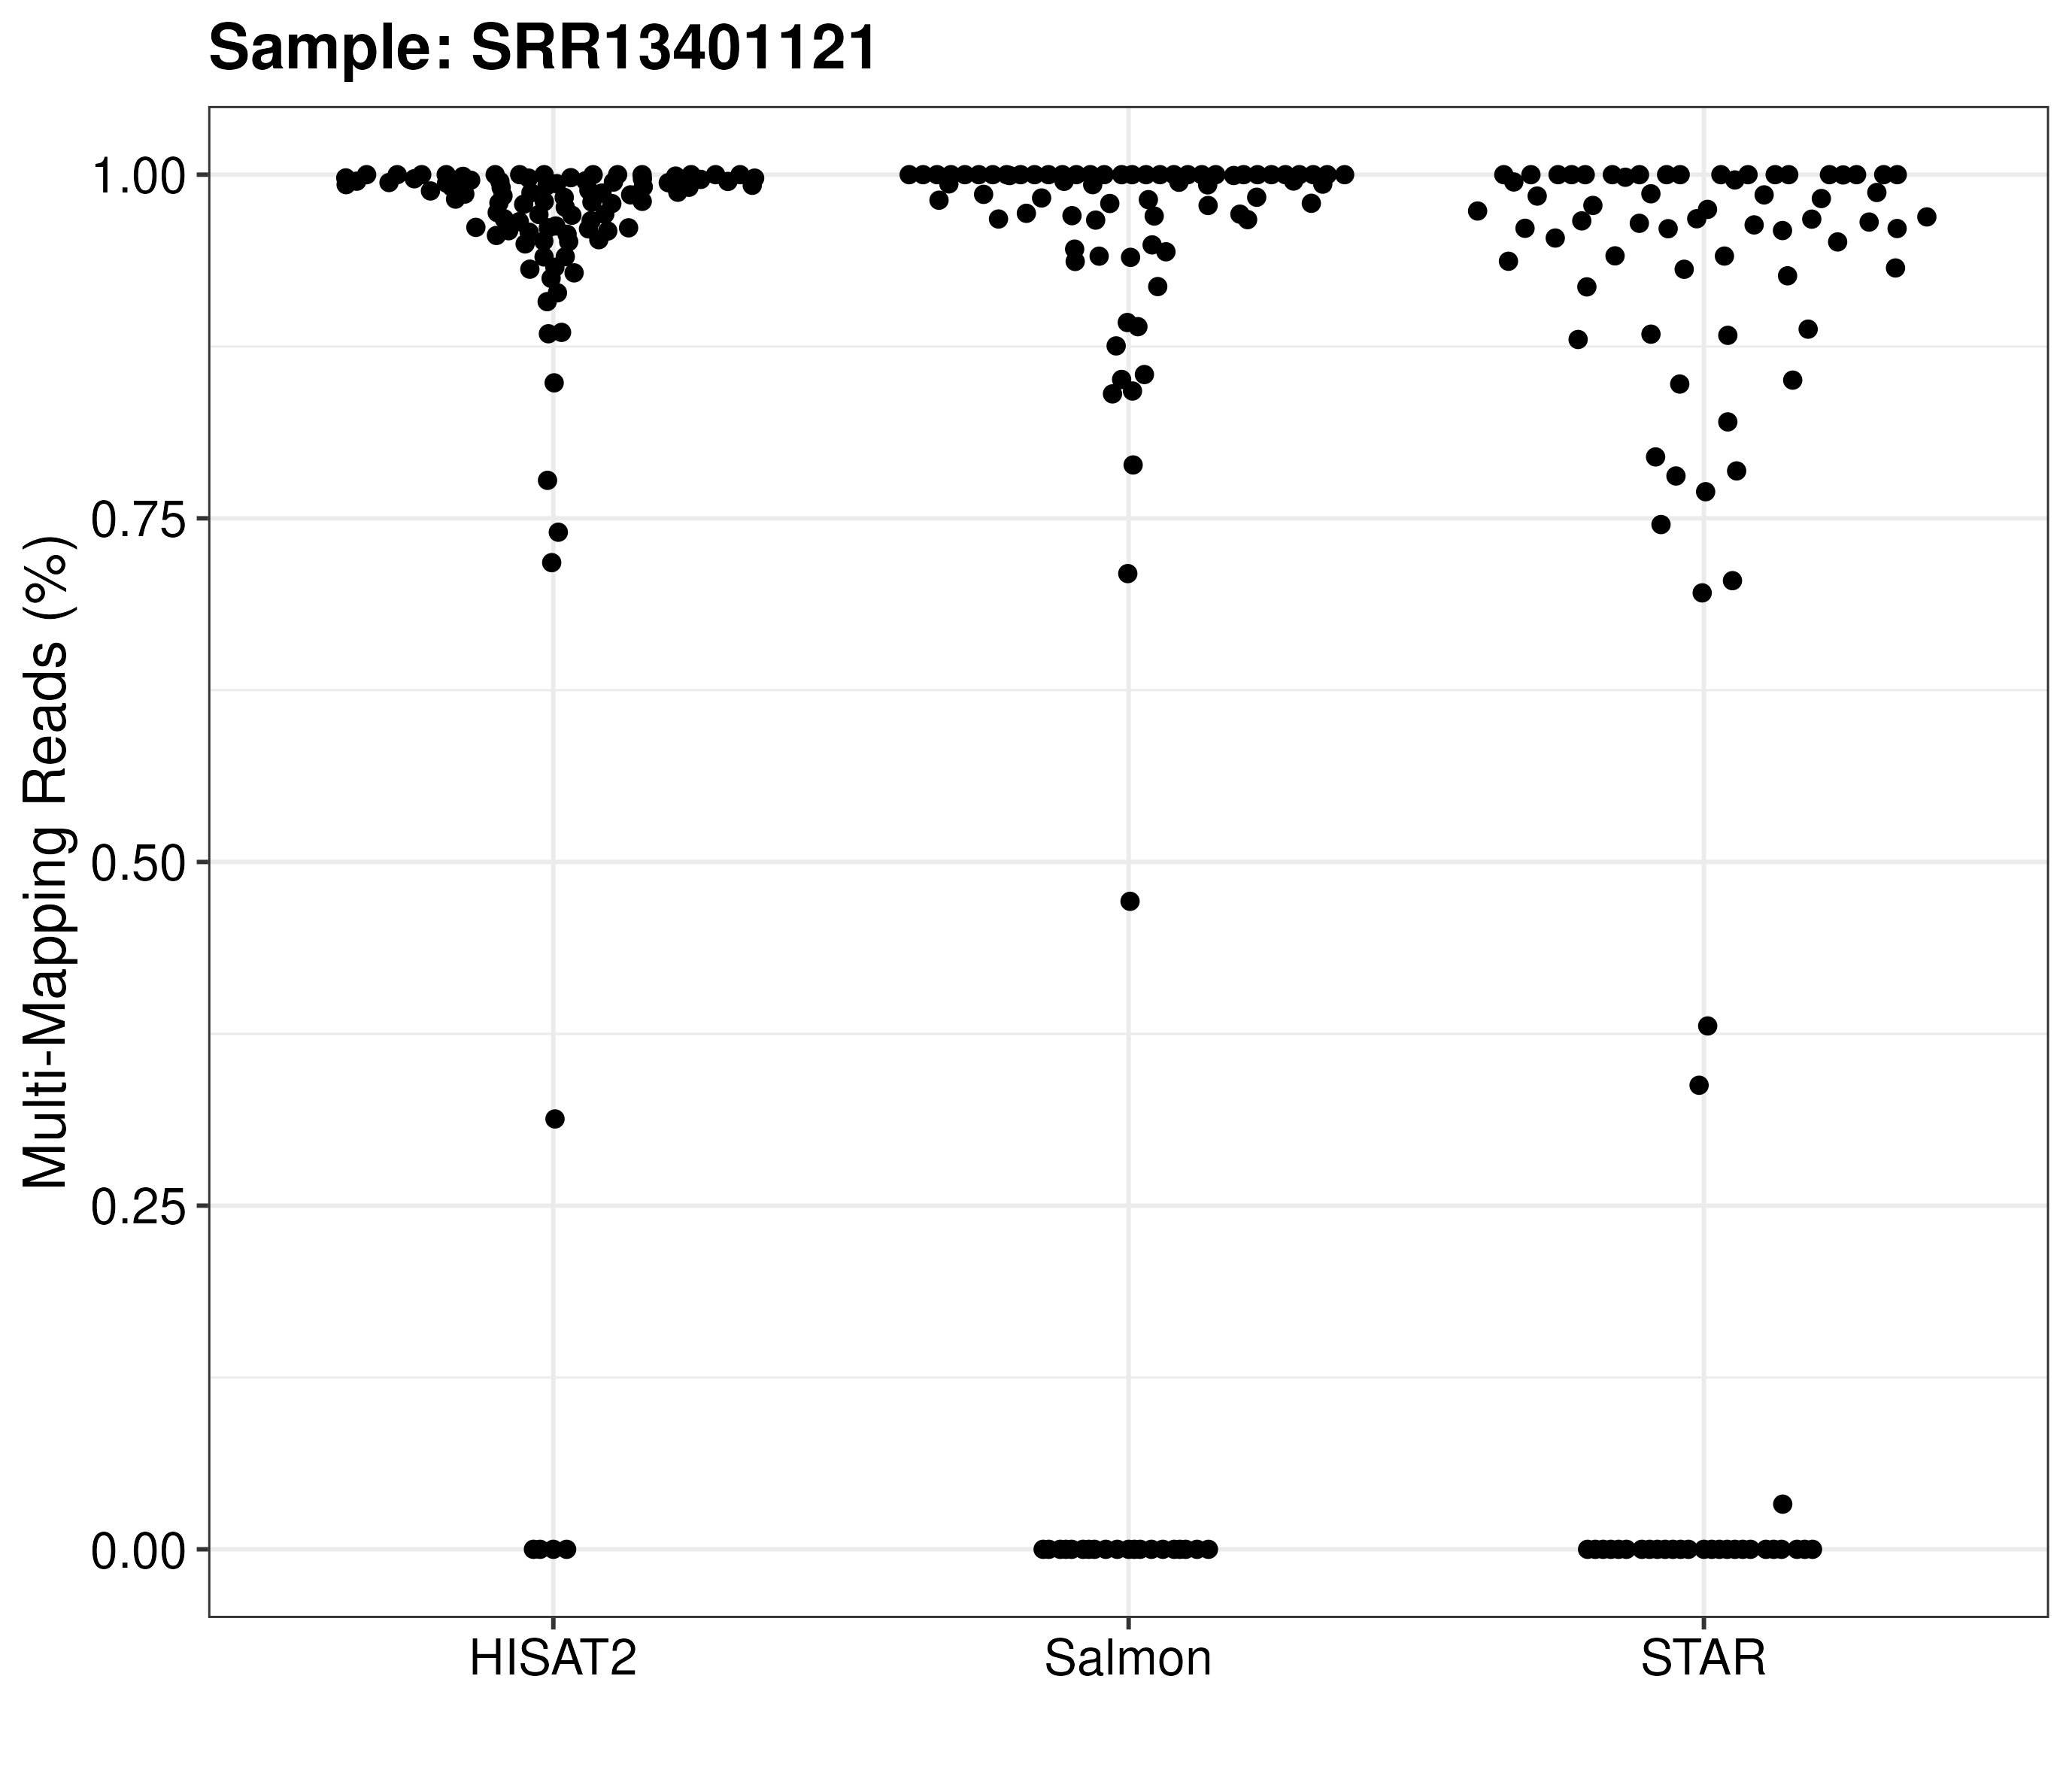 Sample: SRR13401121
Multi-Mapping Reads (%)
1.00
0.75
0.50
0.25
0.00
HISAT2
Salmon
STAR